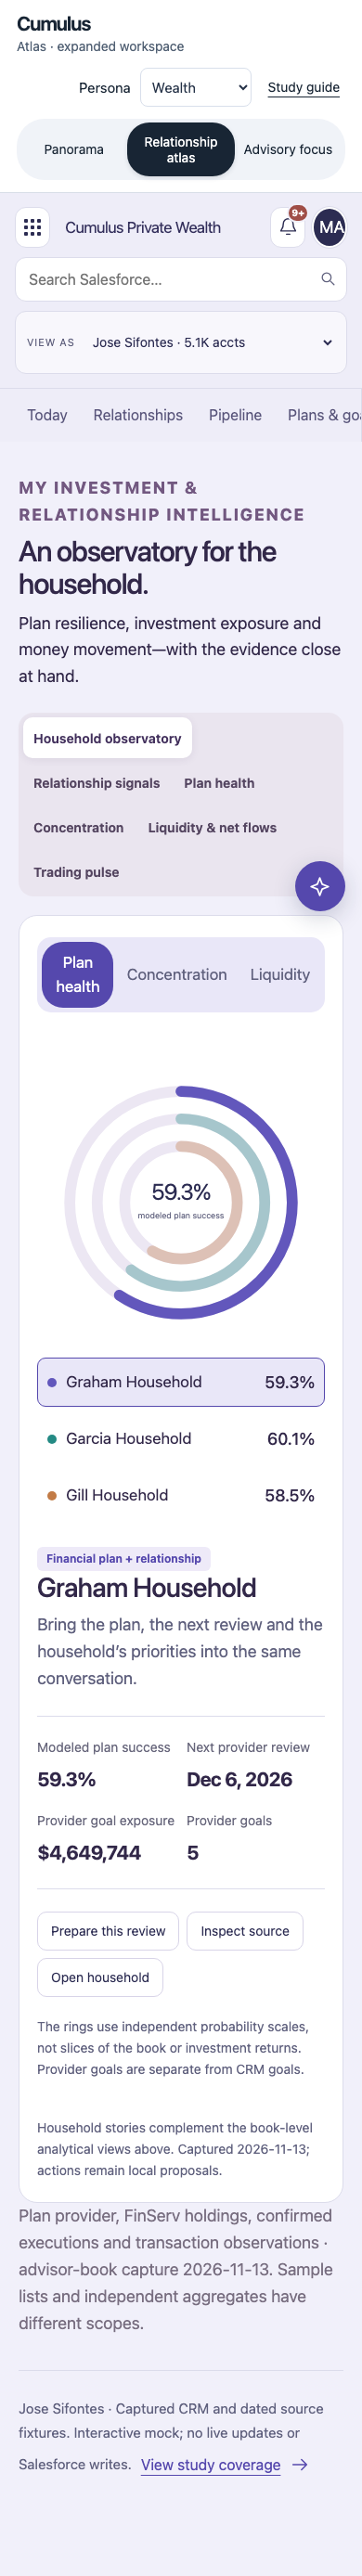 Cumulus
Atlas · expanded workspace
Persona Wealth Study guide
Panorama Relationship atlas Advisory focus
Cumulus Private Wealth 9+ MA
Search Salesforce...
VIEW AS Jose Sifontes · 5.1K accts
Today Relationships Pipeline Plans & goa
MY INVESTMENT &
RELATIONSHIP INTELLIGENCE
An observatory for the
household.
Plan resilience, investment exposure and
money movement—with the evidence close
at hand.
Household observatory
Relationship signals Plan health
Concentration Liquidity & net flows
Trading pulse
Plan health Concentration Liquidity
59.3%
modeled plan success
Graham Household 59.3%
Garcia Household 60.1%
Gill Household 58.5%
Financial plan + relationship
Graham Household
Bring the plan, the next review and the
household’s priorities into the same
conversation.
Modeled plan success Next provider review
59.3% Dec 6, 2026
Provider goal exposure Provider goals
$4,649,744 5
Prepare this review Inspect source
Open household
The rings use independent probability scales,
not slices of the book or investment returns.
Provider goals are separate from CRM goals.
Household stories complement the book-level
analytical views above. Captured 2026-11-13;
actions remain local proposals.
Plan provider, FinServ holdings, confirmed
executions and transaction observations ·
advisor-book capture 2026-11-13. Sample
lists and independent aggregates have
different scopes.
Jose Sifontes · Captured CRM and dated source
fixtures. Interactive mock; no live updates or
Salesforce writes. View study coverage →